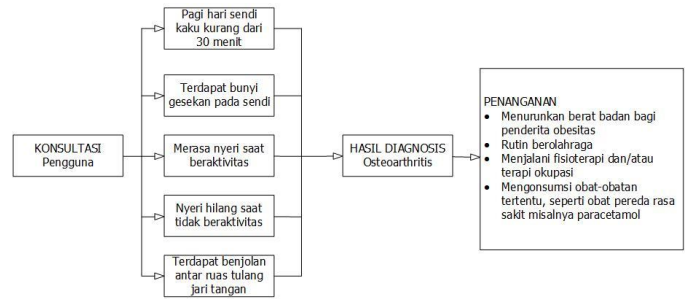 KONSULTASI
Pengguna
Pagi hari sendi
kaku kurang dari
30 menit
Terdapat bunyi
gesekan pada sendi
Merasa nyeri saat
beraktivitas
Nyeri hilang saat
tidak beraktivitas
Terdapat benjolan
antar ruas tulang
jari tangan
HASIL DIAGNOSIS
Osteoarthritis
PENANGANAN
• Menurunkan berat badan bagi
penderita obesitas
• Rutin berolahraga
• Menjalani fisioterapi dan/atau
terapi okupasi
• Mengonsumsi obat-obatan
tertentu, seperti obat pereda rasa
sakit misalnya paracetamol